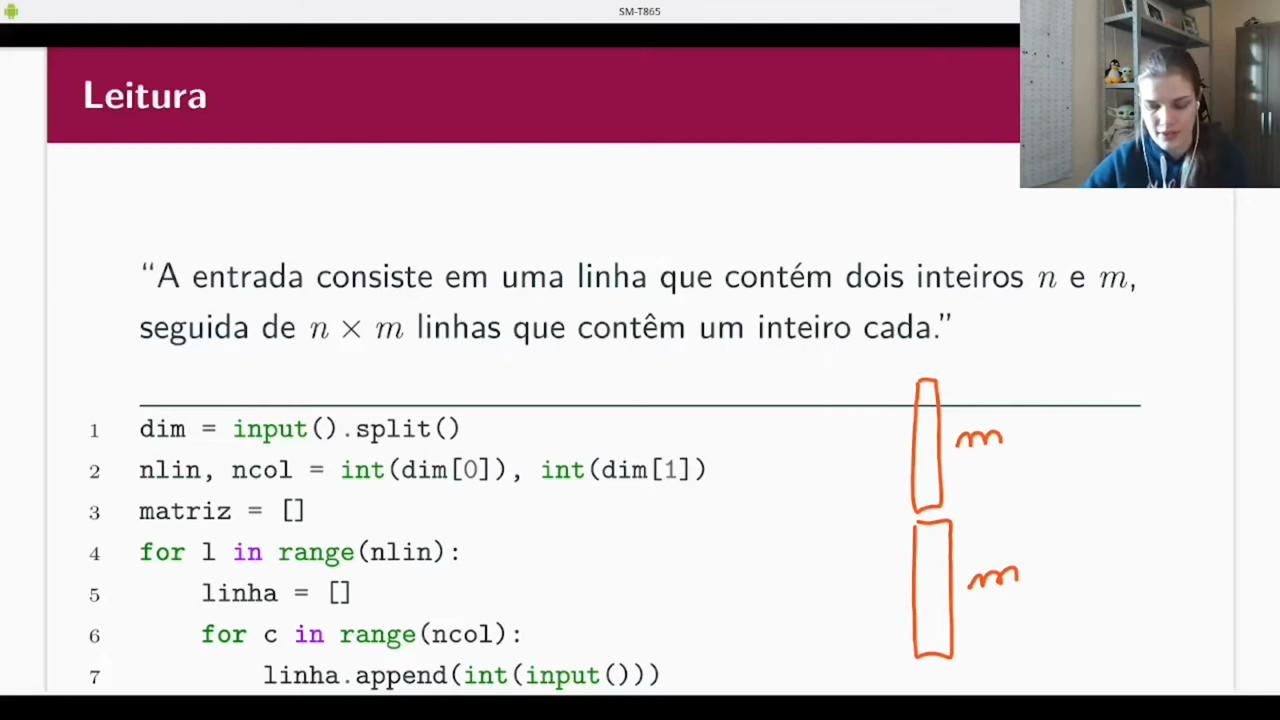 SM-T865
Leitura
“A entrada consiste em uma linha que contém dois inteiros n e m,
seguida de n × m linhas que contêm um inteiro cada.”
1 dim = input().split()
2 nlin, ncol = int(dim[0]), int(dim[1])
3 matriz = []
4 for l in range(nlin):
5 linha = []
6 for c in range(ncol):
7 linha.append(int(input()))
m
m